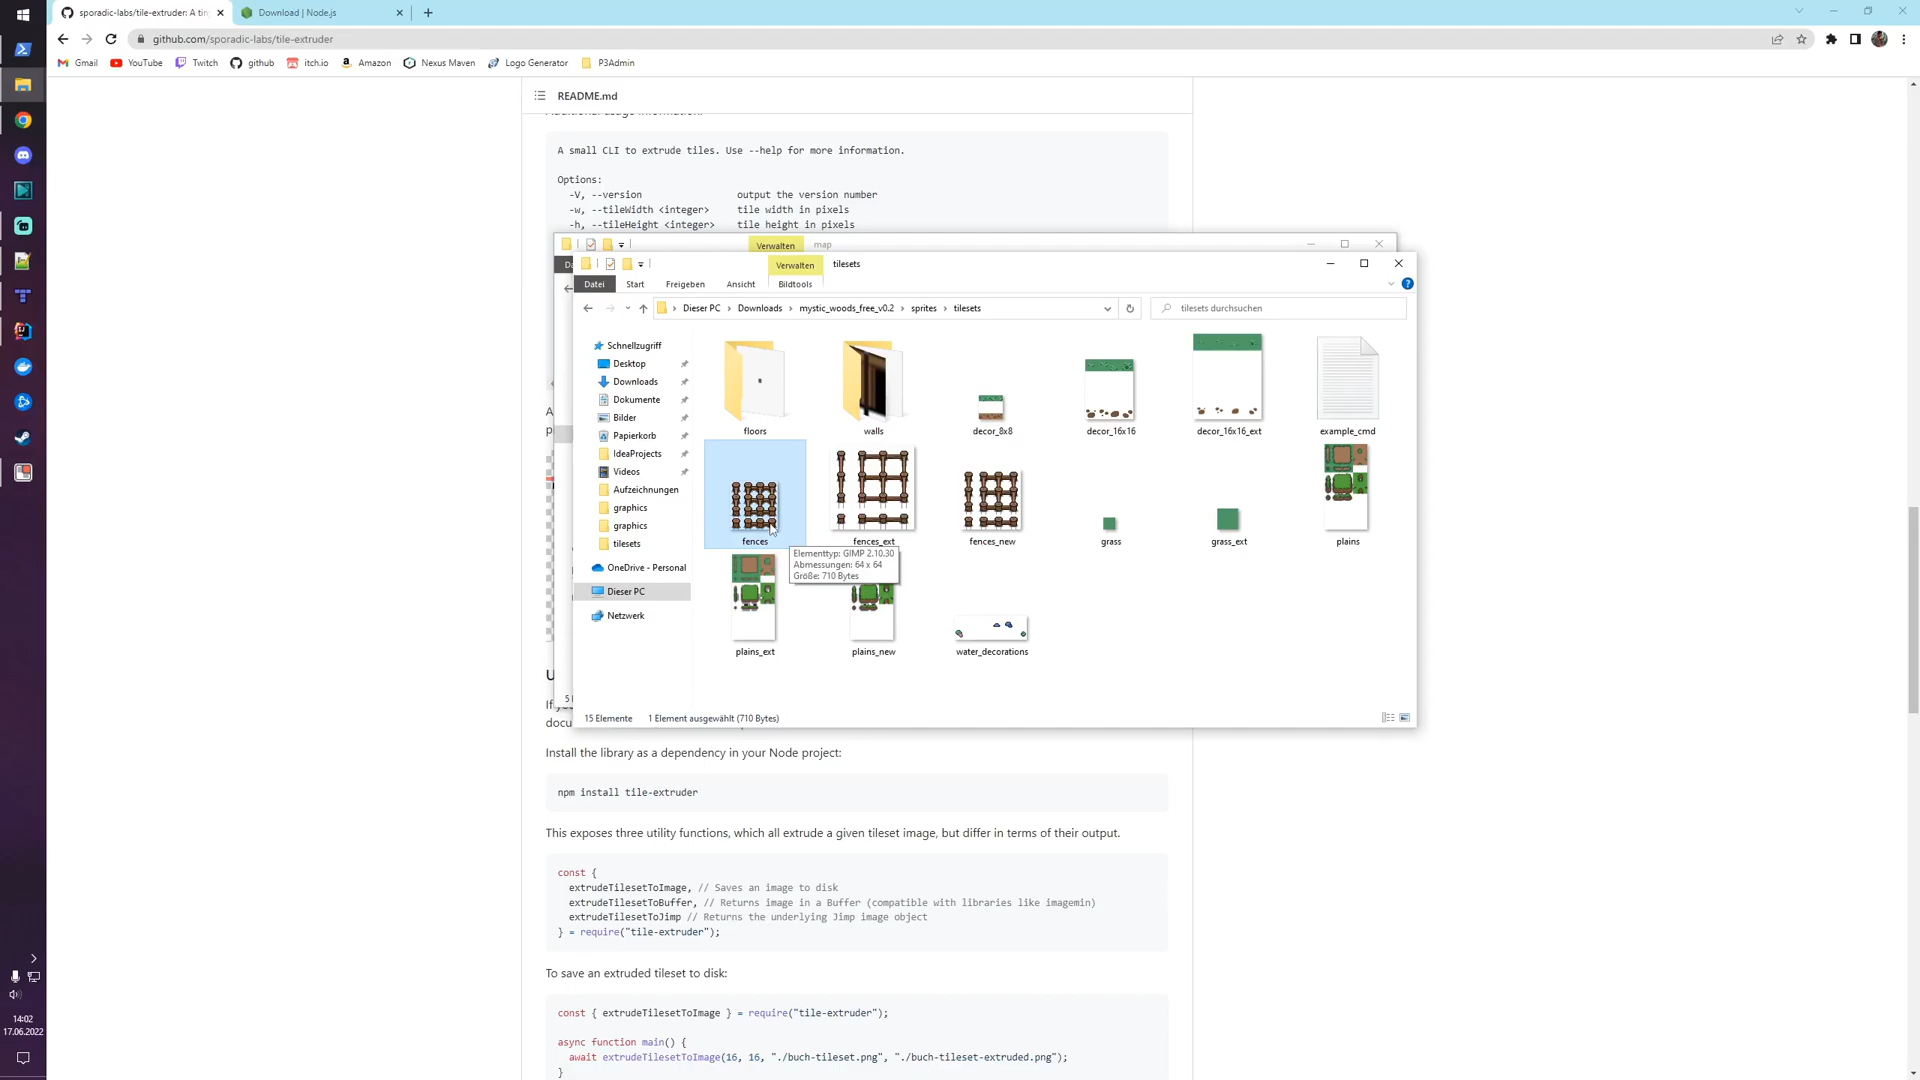 sporadic-labs/tile-extruder: A ti
Download | Node.js
github.com/sporadic-labs/tile-extruder
Gmail
YouTube
Twitch
github
itch.io
Amazon
Nexus Maven
Logo Generator
P3Admin
README.md
A small CLI to extrude tiles. Use --help for more information.
Options:
-V, --version output the version number
-w, --tileWidth <integer> tile width in pixels
-h, --tileHeight <integer> tile height in pixels
Verwalten map
Verwalten tilesets
Datei Start Freigeben Ansicht Bildtools
Dieser PC > Downloads > mystic_woods_free_v0.2 > sprites > tilesets
tilesets durchsuchen
Schnellzugriff
Desktop
Downloads
Dokumente
Bilder
Papierkorb
IdeaProjects
Videos
Aufzeichnungen
graphics
graphics
tilesets
OneDrive - Personal
Dieser PC
Netzwerk
floors
walls
decor_8x8
decor_16x16
decor_16x16_ext
example_cmd
fences
fences_ext
fences_new
grass
grass_ext
plains
Elementtyp: GIMP 2.10.30
Abmessungen: 64 x 64
Größe: 710 Bytes
plains_ext
plains_new
water_decorations
15 Elemente 1 Element ausgewählt (710 Bytes)
Install the library as a dependency in your Node project:
npm install tile-extruder
This exposes three utility functions, which all extrude a given tileset image, but differ in terms of their output.
const {
extrudeTilesetToImage, // Saves an image to disk
extrudeTilesetToBuffer, // Returns image in a Buffer (compatible with libraries like imagemin)
extrudeTilesetToJimp // Returns the underlying Jimp image object
} = require("tile-extruder");
To save an extruded tileset to disk:
const { extrudeTilesetToImage } = require("tile-extruder");
async function main() {
await extrudeTilesetToImage(16, 16, "./buch-tileset.png", "./buch-tileset-extruded.png");
}
14:02
17.06.2022